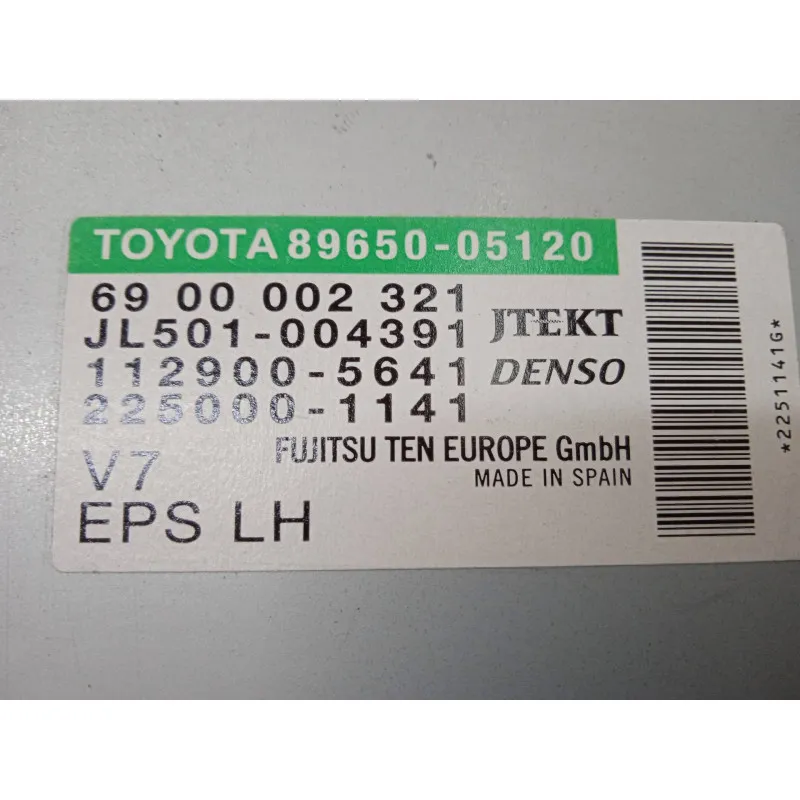 TOYOTA 89650-05120
69 00 002 321
JL501-004391 JTEKT
112900-5641 DENSO
225000-1141
V7 FUJITSU TEN EUROPE GmbH
MADE IN SPAIN
EPS LH
*2251141G*